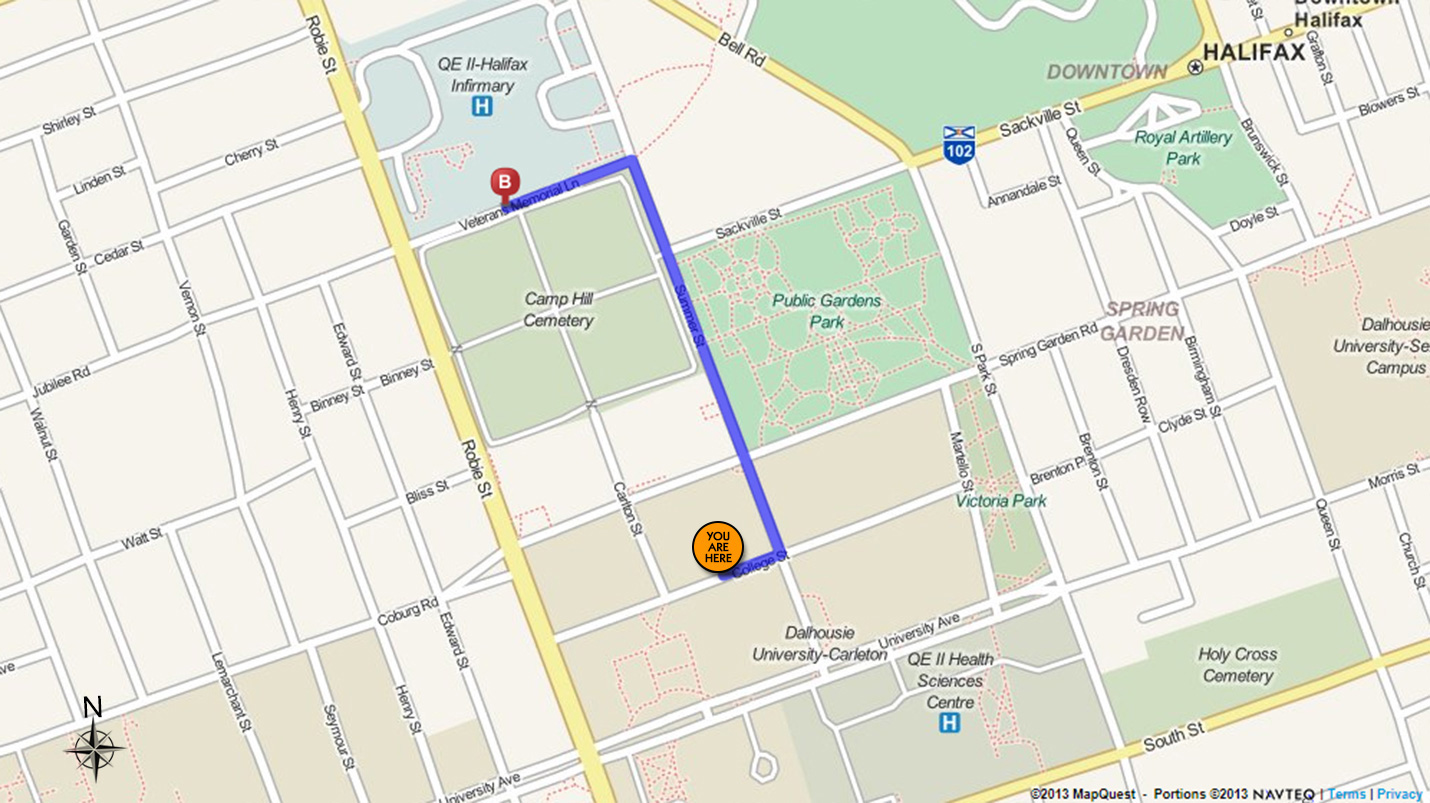 Downtown
Halifax
HALIFAX
DOWNTOWN
Grafton St
Blowers St
Brunswick St
Robie St
QE II-Halifax
Infirmary
H
Bell Rd
102
Sackville St
Queen St
Royal Artillery
Park
Shirley St
Cherry St
Linden St
Annandale St
Doyle St
B
Veterans Memorial Ln
Sackville St
Garden St
Cedar St
Vernon St
Camp Hill
Cemetery
Summer St
Public Gardens
Park
SPRING
GARDEN
Spring Garden Rd
S Park St
Dresden Row
Birmingham St
Dalhousie
University-Se
Campus
Jubilee Rd
Edward St
Binney St
Binney St
Henry St
Walnut St
Clyde St
Martello St
Brenton Pl
Brenton St
Victoria Park
Morris St
Queen St
Church St
Robie St
Bliss St
Carlton St
Watt St
YOU
ARE
HERE
College St
Coburg Rd
Edward St
Dalhousie
University-Carleton
University Ave
QE II Health
Sciences
Centre
H
Holy Cross
Cemetery
ve
Lemarchant St
Henry St
Seymour St
N
South St
University Ave
©2013 MapQuest - Portions ©2013 NAVTEQ | Terms | Privacy